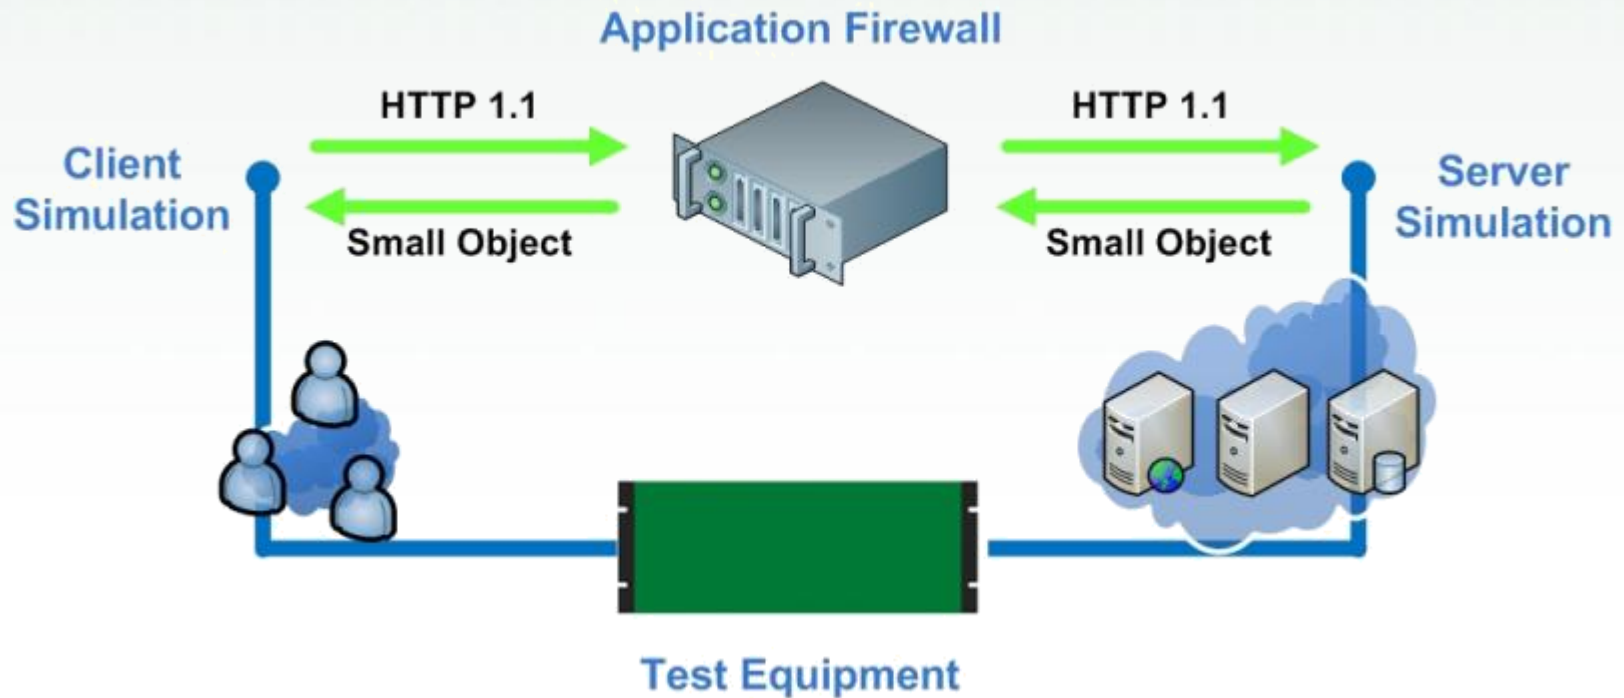 Application Firewall
HTTP 1.1
HTTP 1.1
Client
Simulation
Server
Simulation
Small Object
Small Object
Test Equipment